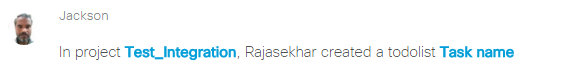 Jackson
In project Test_Integration, Rajasekhar created a todolist Task name